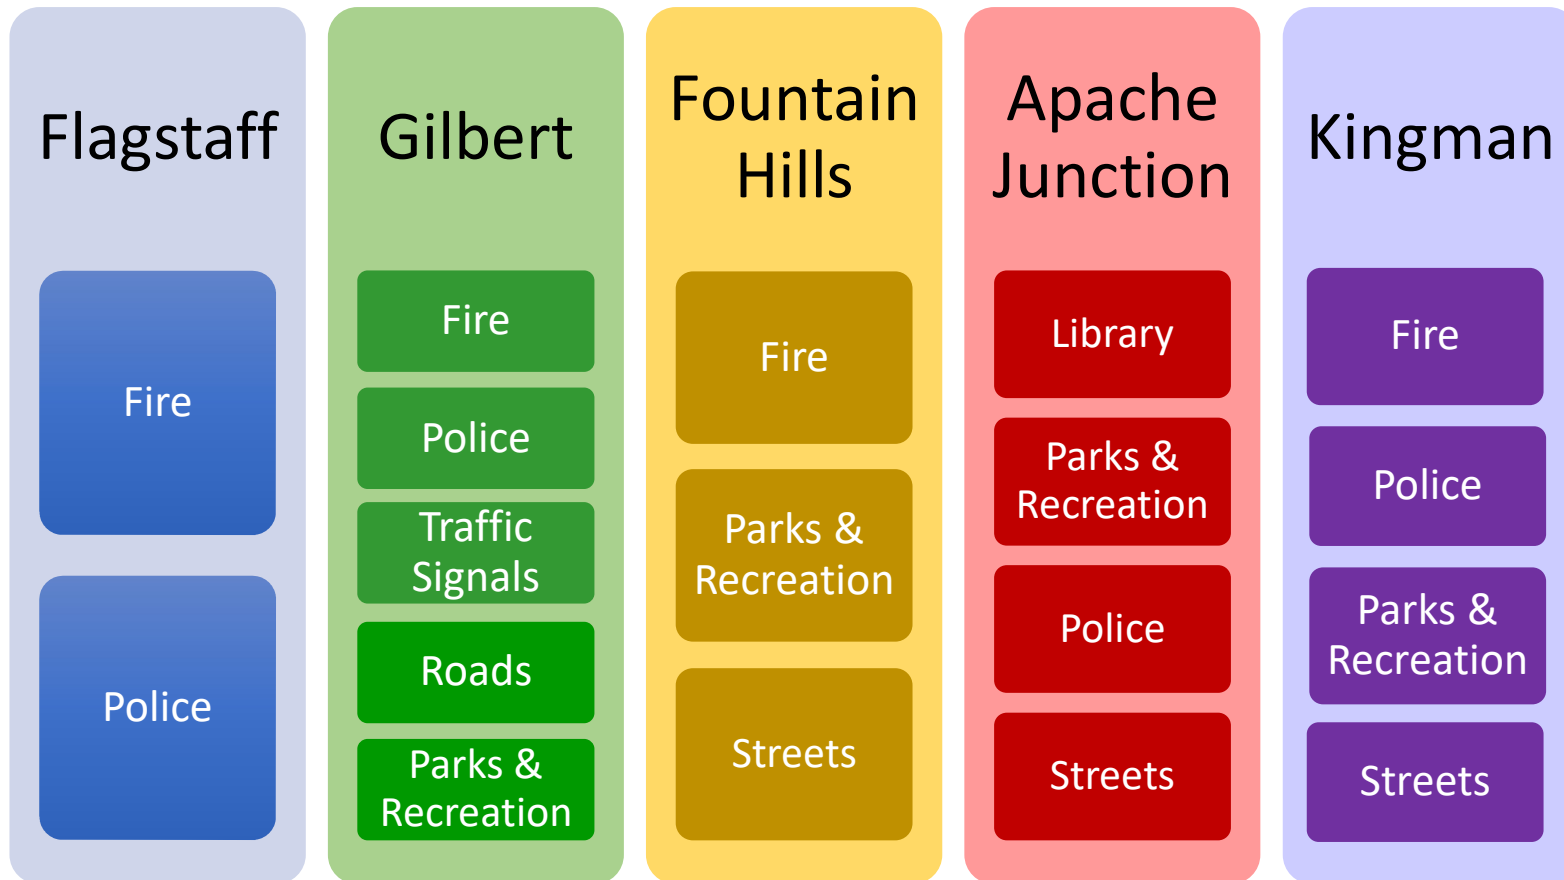 Flagstaff
Fire
Police
Gilbert
Fire
Police
Traffic
Signals
Roads
Parks &
Recreation
Fountain
Hills
Fire
Parks &
Recreation
Streets
Apache
Junction
Library
Parks &
Recreation
Police
Streets
Kingman
Fire
Police
Parks &
Recreation
Streets